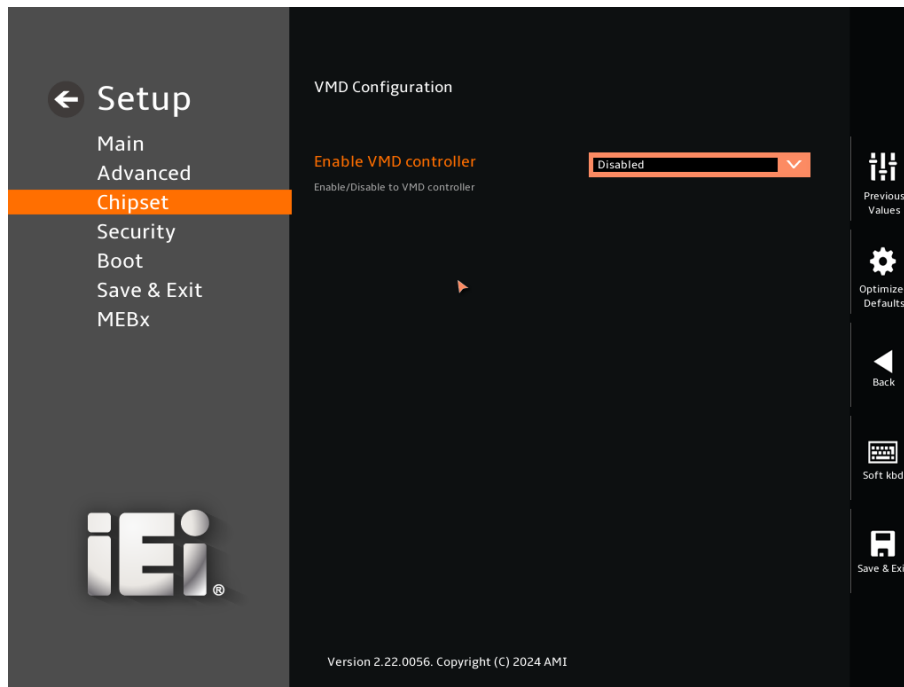 Setup
Main
Advanced
Chipset
Security
Boot
Save & Exit
MEBx
iEi
®
VMD Configuration
Enable VMD controller
Disabled
Enable/Disable to VMD controller
Previous
Values
Optimize
Defaults
Back
Soft kbd
Save & Exi
Version 2.22.0056. Copyright (C) 2024 AMI